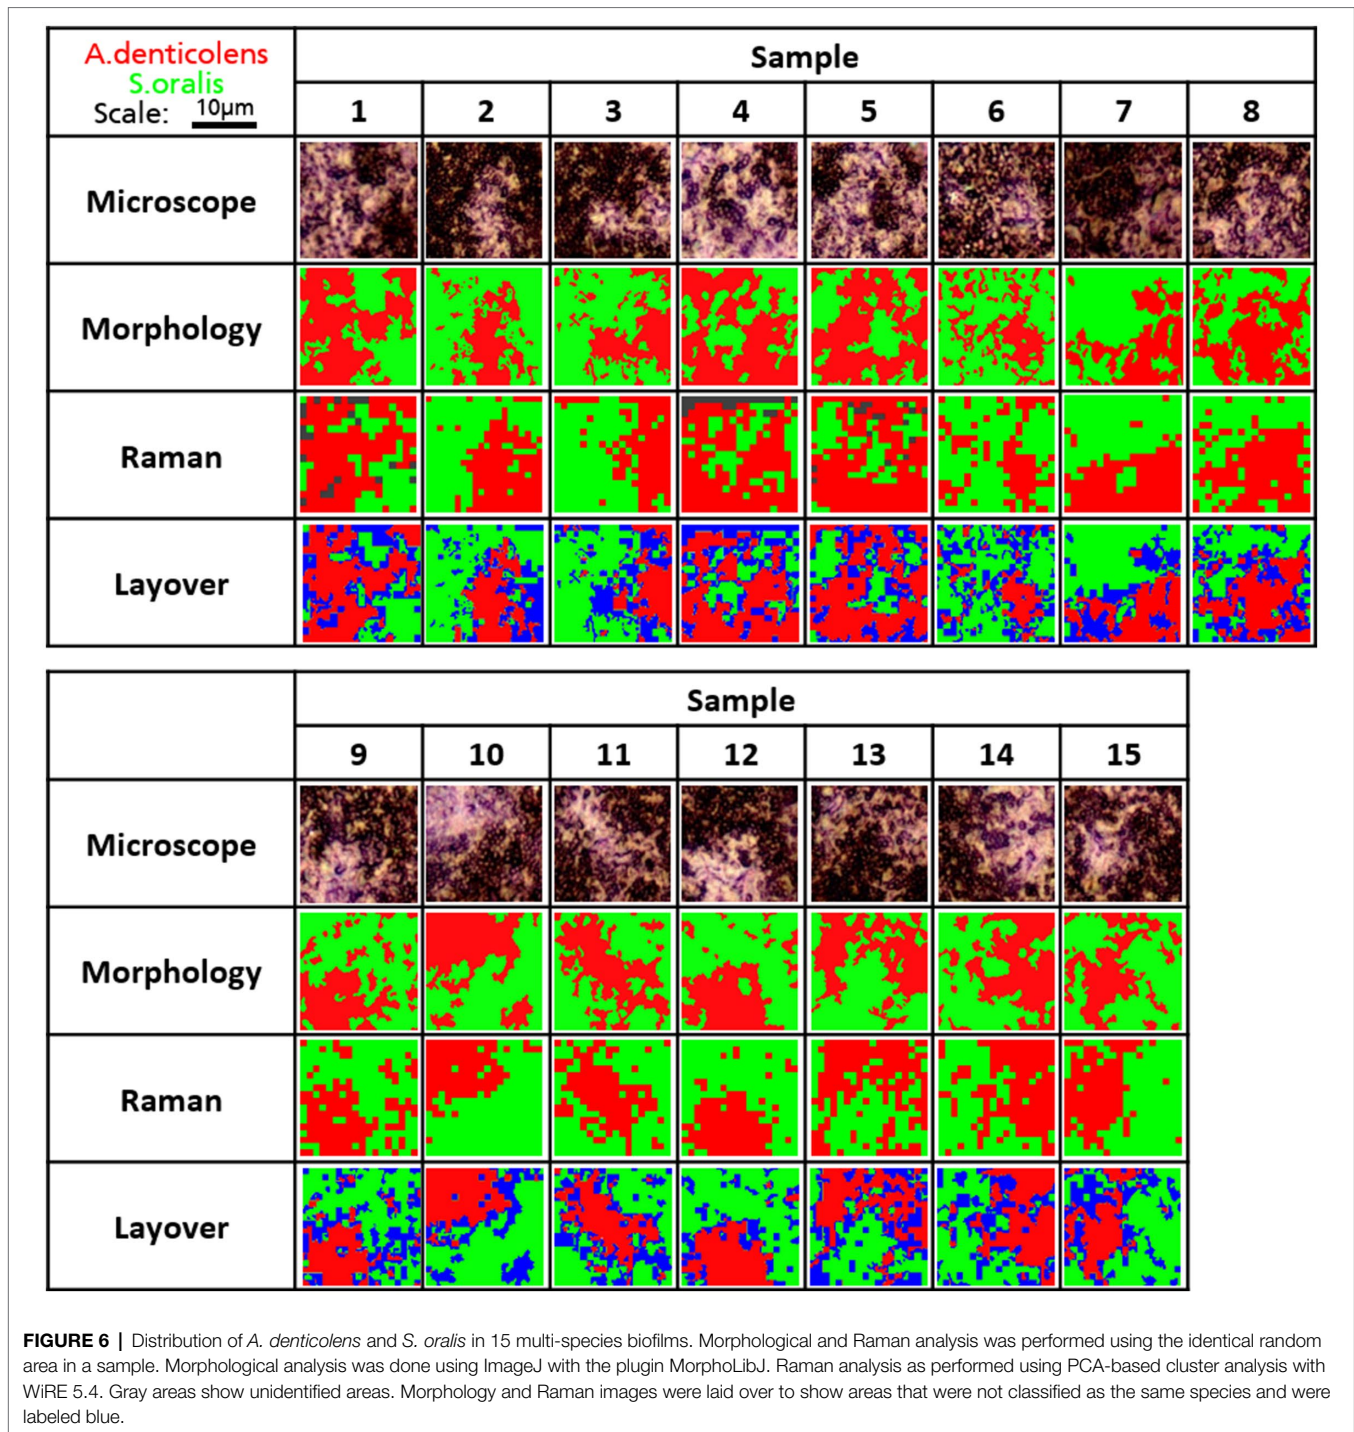 A.denticolens
S.oralis
Scale: 10µm
Sample
1 2 3 4 5 6 7 8
Microscope
Morphology
Raman
Layover
Sample
9 10 11 12 13 14 15
Microscope
Morphology
Raman
Layover
FIGURE 6 | Distribution of A. denticolens and S. oralis in 15 multi-species biofilms. Morphological and Raman analysis was performed using the identical random
area in a sample. Morphological analysis was done using ImageJ with the plugin MorphoLibJ. Raman analysis as performed using PCA-based cluster analysis with
WiRE 5.4. Gray areas show unidentified areas. Morphology and Raman images were laid over to show areas that were not classified as the same species and were
labeled blue.